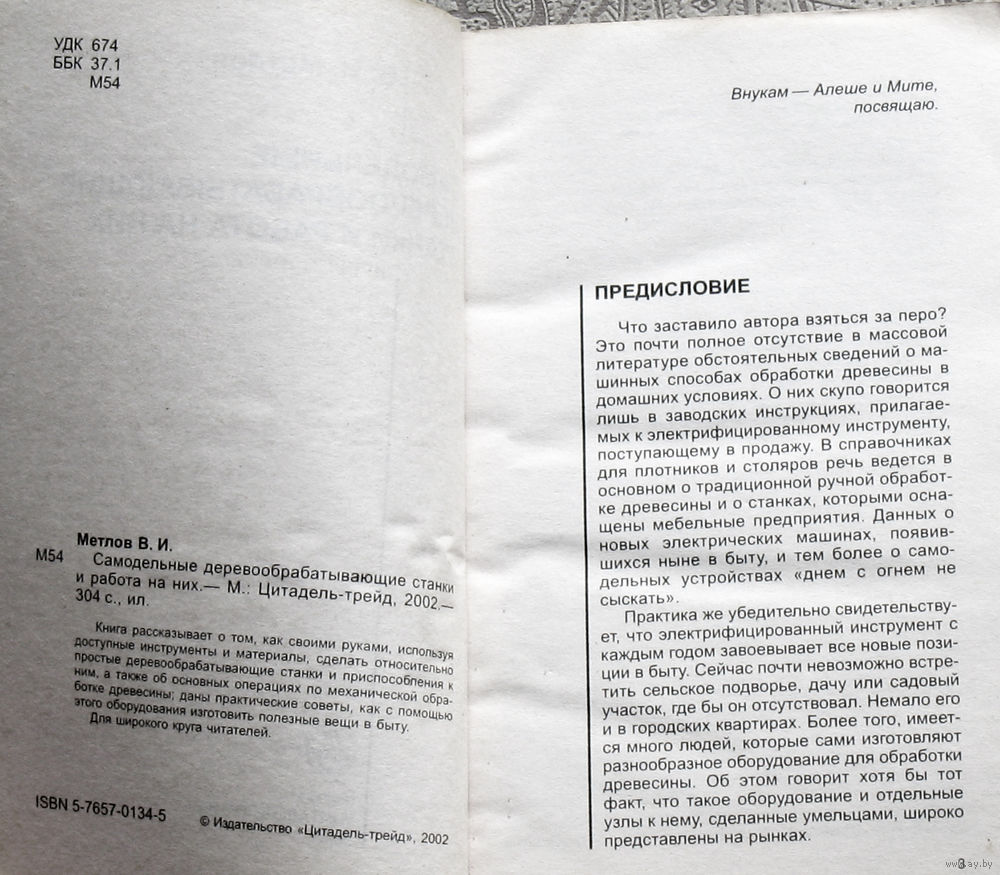 УДК 674
ББК 37.1
М54
Метлов В. И.
М54 Самодельные деревообрабатывающие станки
и работа на них.— М.: Цитадель-трейд, 2002.—
304 с., ил.
Книга рассказывает о том, как своими руками, используя
доступные инструменты и материалы, сделать относительно
простые деревообрабатывающие станки и приспособления к
ним, а также об основных операциях по механической обра-
ботке древесины; даны практические советы, как с помощью
этого оборудования изготовить полезные вещи в быту.
Для широкого круга читателей.
ISBN 5-7657-0134-5
© Издательство «Цитадель-трейд», 2002
Внукам — Алеше и Мите,
посвящаю.
ПРЕДИСЛОВИЕ
Что заставило автора взяться за перо?
Это почти полное отсутствие в массовой
литературе обстоятельных сведений о ма-
шинных способах обработки древесины в
домашних условиях. О них скупо говорится
лишь в заводских инструкциях, прилагае-
мых к электрифицированному инструменту,
поступающему в продажу. В справочниках
для плотников и столяров речь ведется в
основном о традиционной ручной обработ-
ке древесины и о станках, которыми осна-
щены мебельные предприятия. Данных о
новых электрических машинах, появив-
шихся ныне в быту, и тем более о само-
дельных устройствах «днем с огнем не
сыскать».
Практика же убедительно свидетельству-
ет, что электрифицированный инструмент с
каждым годом завоевывает все новые пози-
ции в быту. Сейчас почти невозможно встре-
тить сельское подворье, дачу или садовый
участок, где бы он отсутствовал. Немало его
и в городских квартирах. Более того, имеет-
ся много людей, которые сами изготовляют
разнообразное оборудование для обработки
древесины. Об этом говорит хотя бы тот
факт, что такое оборудование и отдельные
узлы к нему, сделанные умельцами, широко
представлены на рынках.
3
www.ay.by